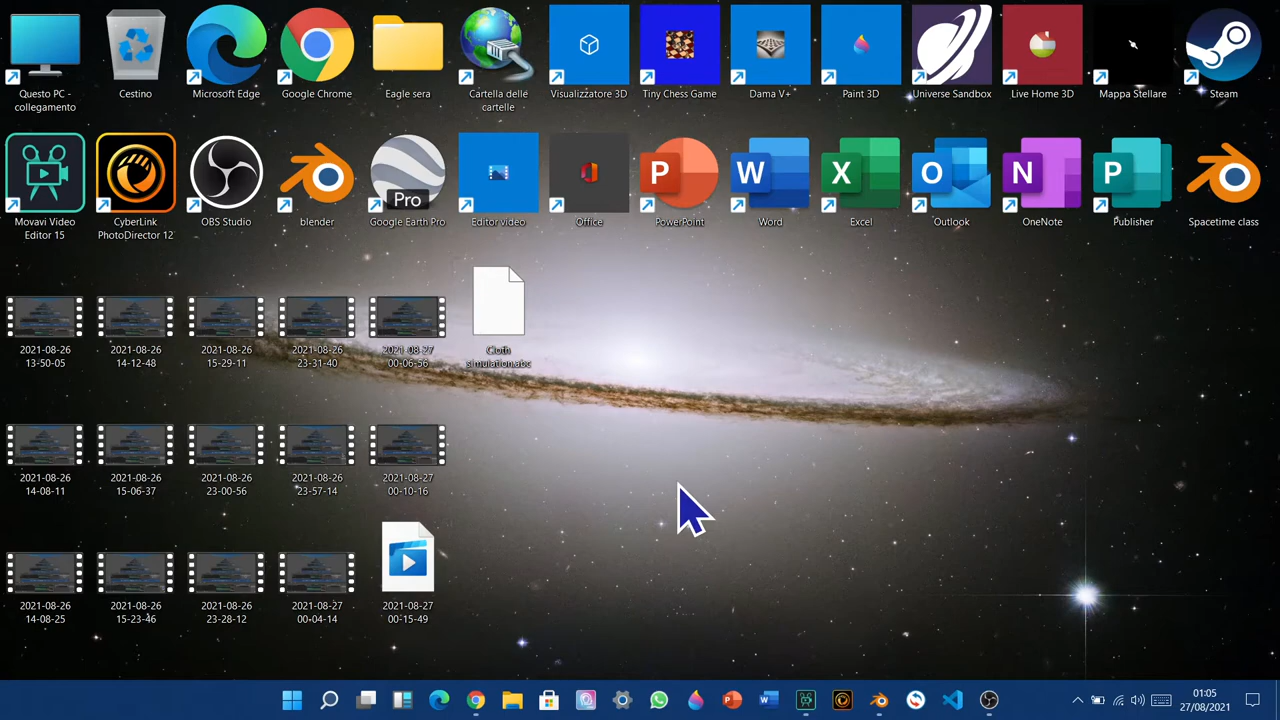 Questo PC -
collegamento
Cestino
Microsoft Edge
Google Chrome
Eagle sera
Cartella delle
cartelle
Visualizzatore 3D
Tiny Chess Game
Dama V+
Paint 3D
Universe Sandbox
Live Home 3D
Mappa Stellare
Steam
Movavi Video
Editor 15
CyberLink
PhotoDirector 12
OBS Studio
blender
Pro
Google Earth Pro
Editor video
Office
P
PowerPoint
W
Word
X
Excel
O
Outlook
N
OneNote
P
Publisher
Spacetime class
2021-08-26
13-50-05
2021-08-26
14-12-48
2021-08-26
15-29-11
2021-08-26
23-31-40
2021-08-27
00-06-56
Cloth
simulation.abc
2021-08-26
14-08-11
2021-08-26
15-06-37
2021-08-26
23-00-56
2021-08-26
23-57-14
2021-08-27
00-10-16
2021-08-26
14-08-25
2021-08-26
15-23-46
2021-08-26
23-28-12
2021-08-27
00-04-14
2021-08-27
00-15-49
01:05
27/08/2021